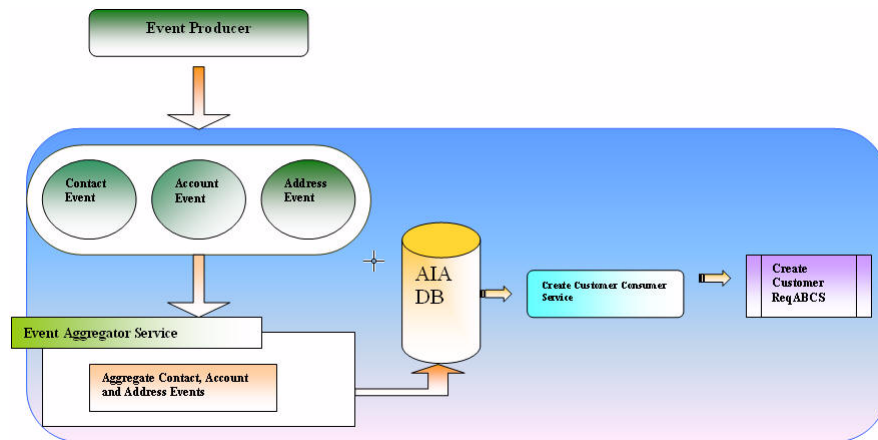 Event Producer
Contact
Event
Account
Event
Address
Event
AIA
DB
Create Customer Consumer
Service
Create
Customer
ReqABCS
Event Aggregator Service
Aggregate Contact, Account
and Address Events